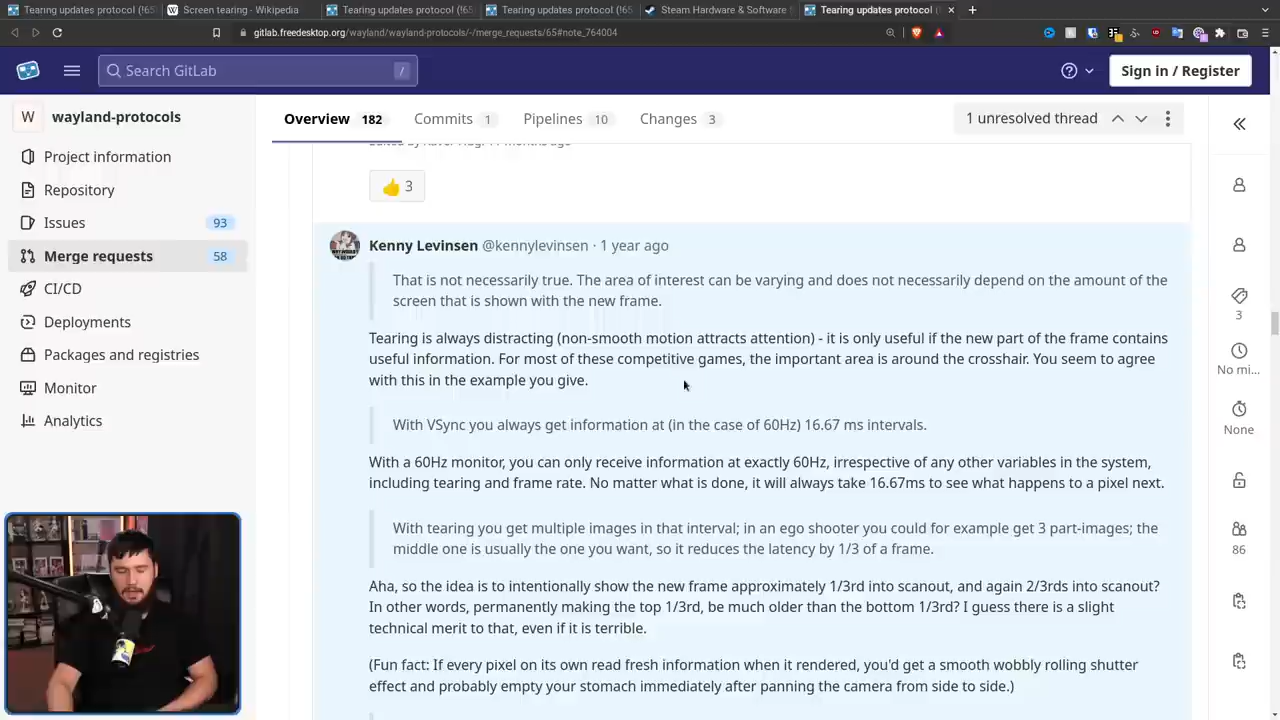 Tearing updates protocol (!65
Screen tearing - Wikipedia
Tearing updates protocol (!65
Tearing updates protocol (!65
Steam Hardware & Software
Tearing updates protocol (
gitlab.freedesktop.org/wayland/wayland-protocols/-/merge_requests/65#note_764004
Search GitLab
/
Sign in / Register
W wayland-protocols
Project information
Repository
Issues 93
Merge requests 58
CI/CD
Deployments
Packages and registries
Monitor
Analytics
Overview 182 Commits 1 Pipelines 10 Changes 3
1 unresolved thread
👍 3
Kenny Levinsen @kennylevinsen · 1 year ago
That is not necessarily true. The area of interest can be varying and does not necessarily depend on the amount of the
screen that is shown with the new frame.
Tearing is always distracting (non-smooth motion attracts attention) - it is only useful if the new part of the frame contains
useful information. For most of these competitive games, the important area is around the crosshair. You seem to agree
with this in the example you give.
With VSync you always get information at (in the case of 60Hz) 16.67 ms intervals.
With a 60Hz monitor, you can only receive information at exactly 60Hz, irrespective of any other variables in the system,
including tearing and frame rate. No matter what is done, it will always take 16.67ms to see what happens to a pixel next.
With tearing you get multiple images in that interval; in an ego shooter you could for example get 3 part-images; the
middle one is usually the one you want, so it reduces the latency by 1/3 of a frame.
Aha, so the idea is to intentionally show the new frame approximately 1/3rd into scanout, and again 2/3rds into scanout?
In other words, permanently making the top 1/3rd, be much older than the bottom 1/3rd? I guess there is a slight
technical merit to that, even if it is terrible.
(Fun fact: If every pixel on its own read fresh information when it rendered, you'd get a smooth wobbly rolling shutter
effect and probably empty your stomach immediately after panning the camera from side to side.)
3
No mi...
None
86